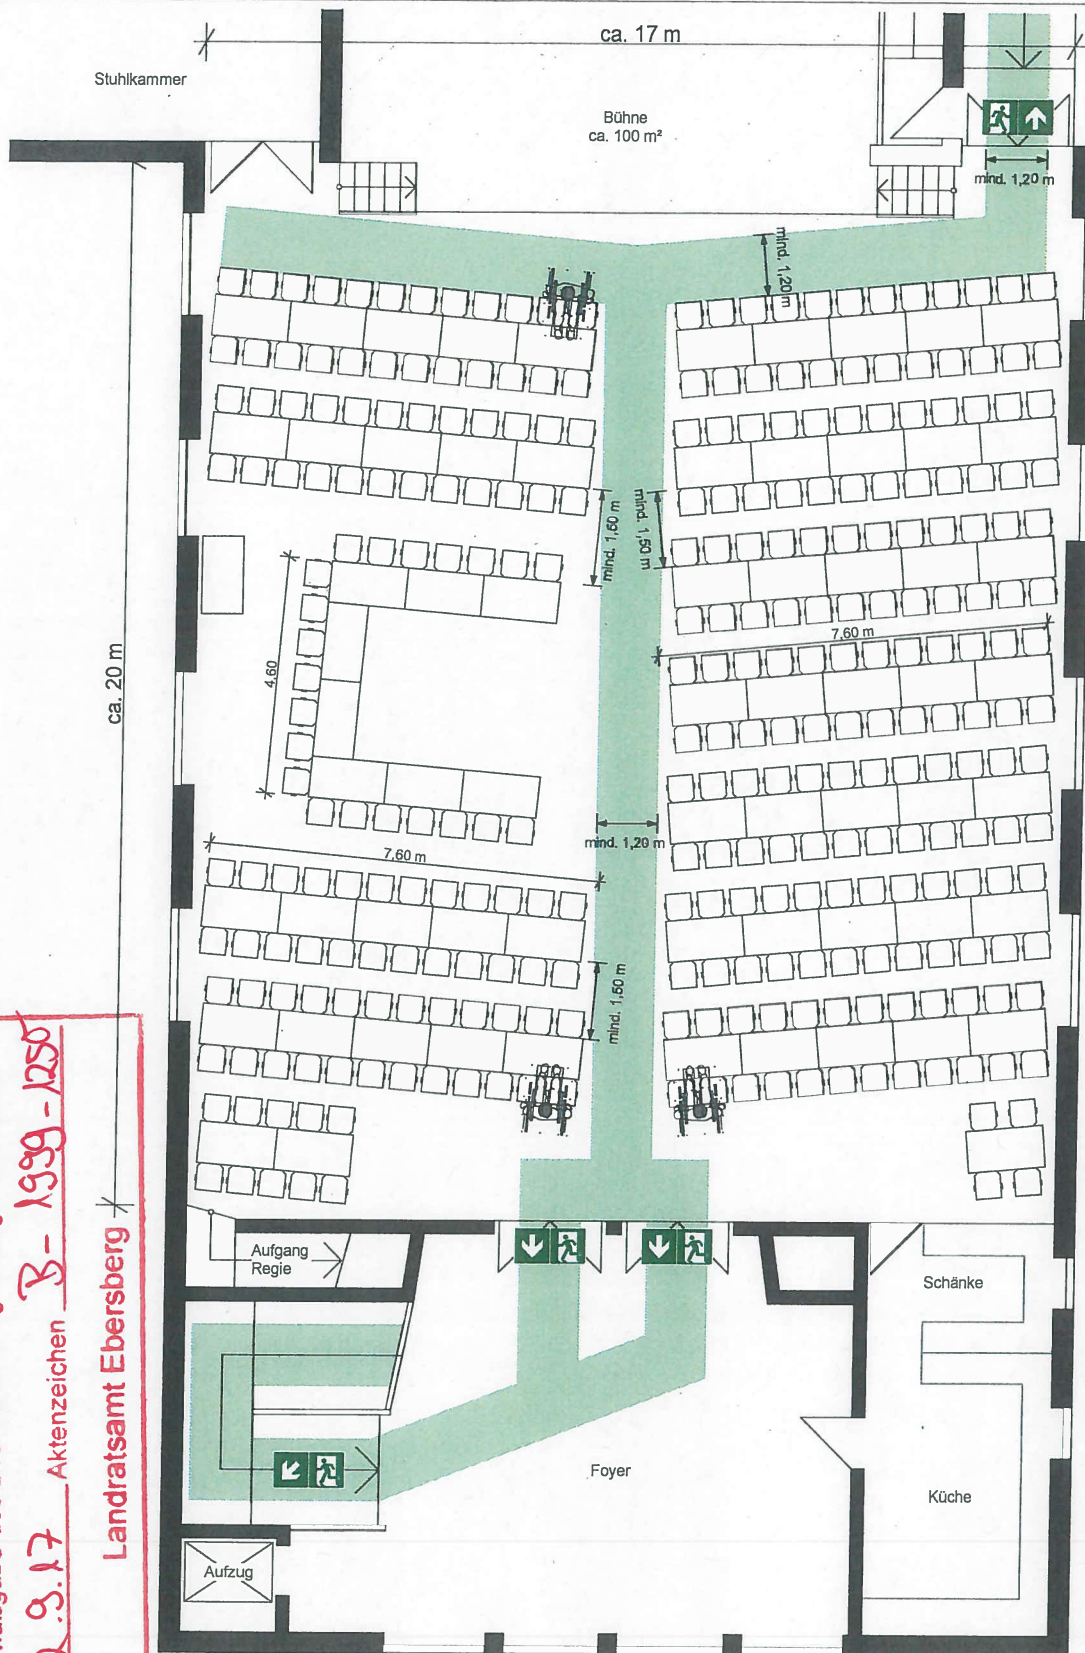 ca. 17 m
Stuhlkammer
Bühne
ca. 100 m²
mind. 1,20 m
mind. 1,20 m
mind. 1,60 m
mind. 1,50 m
7,60 m
4,60
ca. 20 m
mind. 1,20 m
7,60 m
mind. 1,50 m
Aufgang
Regie
Schänke
Foyer
Küche
Aufzug
.9.17 Aktenzeichen B- 1999-1250
Landratsamt Ebersberg